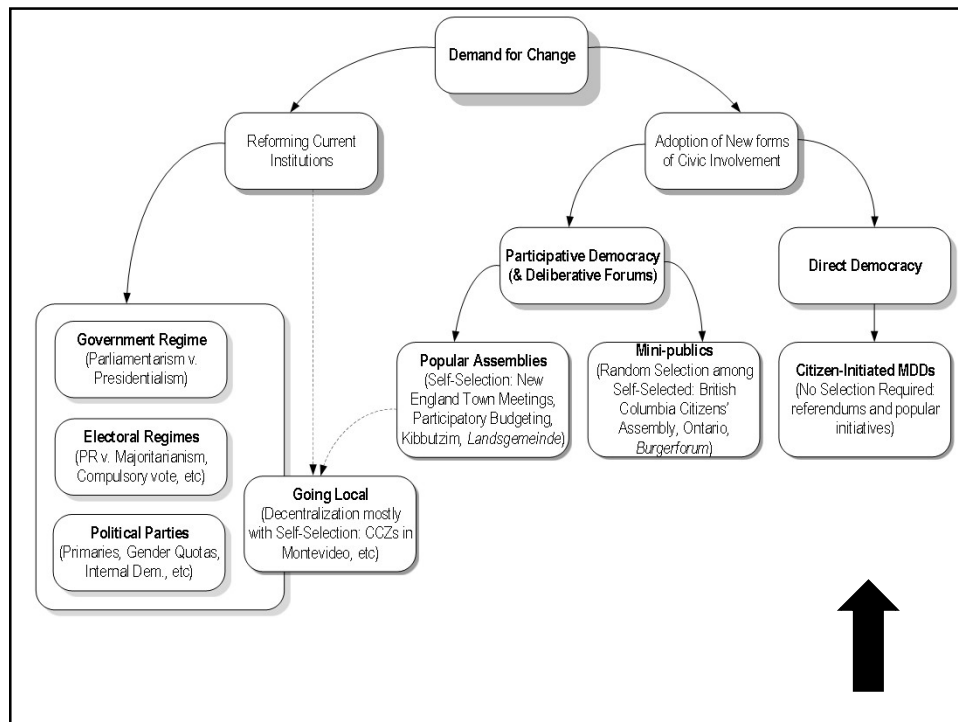 Demand for Change
Reforming Current
Institutions
Adoption of New forms
of Civic Involvement
Participative Democracy
(& Deliberative Forums)
Direct Democracy
Government Regime
(Parliamentarism v.
Presidentialism)
Electoral Regimes
(PR v. Majoritarianism,
Compulsory vote, etc)
Political Parties
(Primaries, Gender Quotas,
Internal Dem., etc)
Going Local
(Decentralization mostly
with Self-Selection: CCZs in
Montevideo, etc)
Popular Assemblies
(Self-Selection: New
England Town Meetings,
Participatory Budgeting,
Kibbutzim, Landsgemeinde)
Mini-publics
(Random Selection among
Self-Selected: British
Columbia Citizens’
Assembly, Ontario,
Burgerforum)
Citizen-Initiated MDDs
(No Selection Required:
referendums and popular
initiatives)